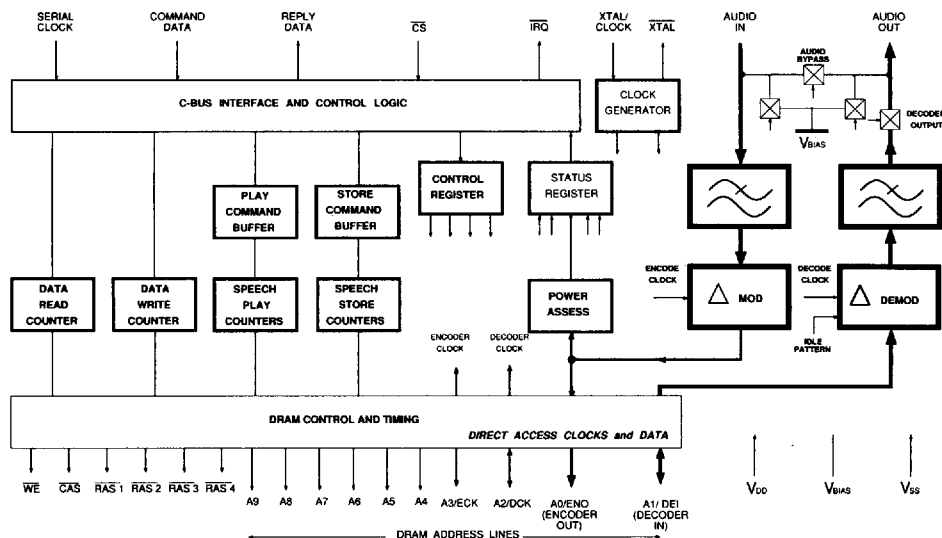 SERIAL CLOCK
COMMAND DATA
REPLY DATA
CS
IRQ
XTAL/ CLOCK
XTAL
AUDIO IN
AUDIO OUT
AUDIO BYPASS
DECODER OUTPUT
VBIAS
C-BUS INTERFACE AND CONTROL LOGIC
CLOCK GENERATOR
PLAY COMMAND BUFFER
STORE COMMAND BUFFER
CONTROL REGISTER
STATUS REGISTER
DATA READ COUNTER
DATA WRITE COUNTER
SPEECH PLAY COUNTERS
SPEECH STORE COUNTERS
POWER ASSESS
ENCODE CLOCK
Δ MOD
DECODE CLOCK
Δ DEMOD
IDLE PATTERN
ENCODER CLOCK
DECODER CLOCK
DRAM CONTROL AND TIMING
DIRECT ACCESS CLOCKS and DATA
WE
CAS
RAS 1
RAS 2
RAS 3
RAS 4
A9
A8
A7
A6
A5
A4
A3/ECK
A2/DCK
A0/ENO (ENCODER OUT)
A1/ DEI (DECODER IN)
VDD
VBIAS
VSS
DRAM ADDRESS LINES